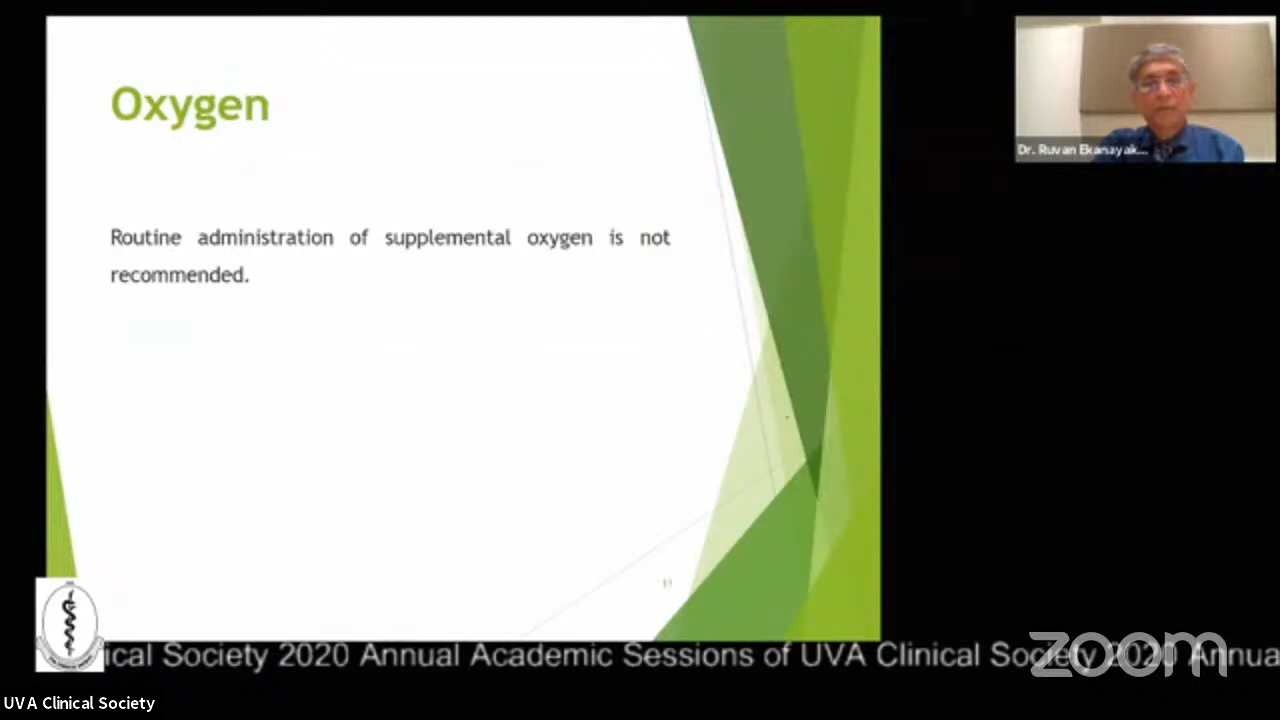 Oxygen
Routine administration of supplemental oxygen is not
recommended.
11
Dr. Ruvan Ekanayak...
ical Society 2020 Annual Academic Sessions of UVA Clinical Society 2020 Annua
zoom
UVA Clinical Society